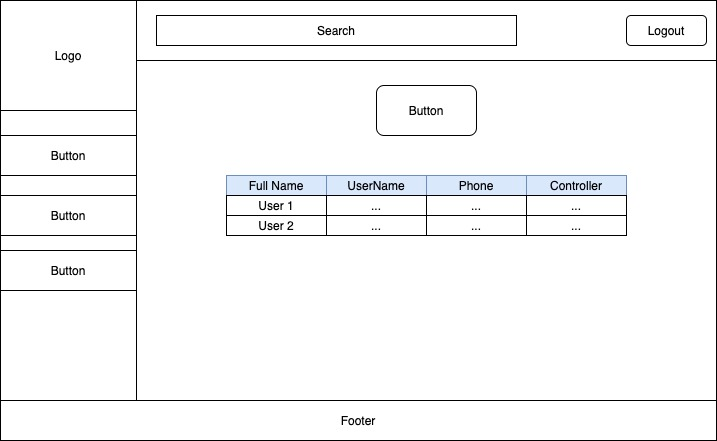 Logo
Search
Logout
Button
Button
Button
Button
Full Name UserName Phone Controller
User 1 ... ... ...
User 2 ... ... ...
Footer